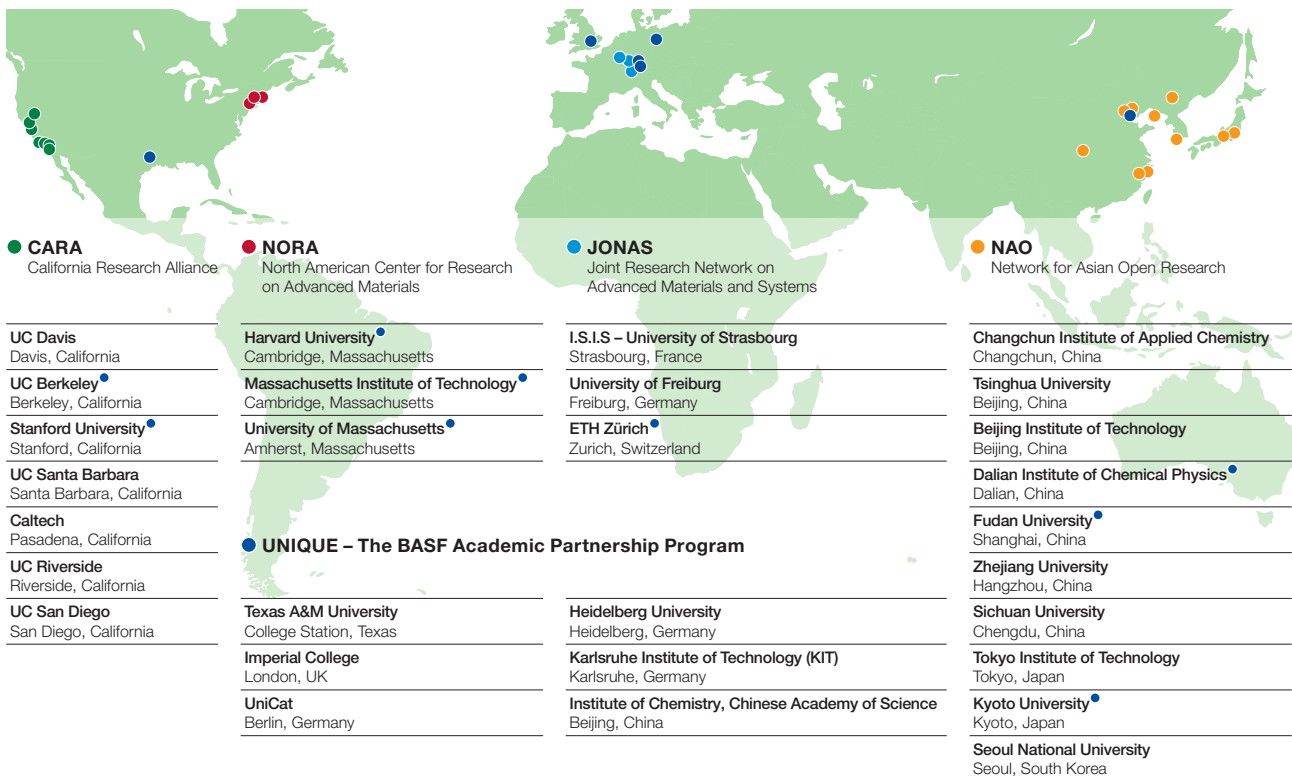 CARA
California Research Alliance
UC Davis
Davis, California
UC Berkeley
Berkeley, California
Stanford University
Stanford, California
UC Santa Barbara
Santa Barbara, California
Caltech
Pasadena, California
UC Riverside
Riverside, California
UC San Diego
San Diego, California
NORA
North American Center for Research
on Advanced Materials
Harvard University
Cambridge, Massachusetts
Massachusetts Institute of Technology
Cambridge, Massachusetts
University of Massachusetts
Amherst, Massachusetts
JONAS
Joint Research Network on
Advanced Materials and Systems
I.S.I.S – University of Strasbourg
Strasbourg, France
University of Freiburg
Freiburg, Germany
ETH Zürich
Zurich, Switzerland
UNIQUE – The BASF Academic Partnership Program
Texas A&M University
College Station, Texas
Imperial College
London, UK
UniCat
Berlin, Germany
Heidelberg University
Heidelberg, Germany
Karlsruhe Institute of Technology (KIT)
Karlsruhe, Germany
Institute of Chemistry, Chinese Academy of Science
Beijing, China
NAO
Network for Asian Open Research
Changchun Institute of Applied Chemistry
Changchun, China
Tsinghua University
Beijing, China
Beijing Institute of Technology
Beijing, China
Dalian Institute of Chemical Physics
Dalian, China
Fudan University
Shanghai, China
Zhejiang University
Hangzhou, China
Sichuan University
Chengdu, China
Tokyo Institute of Technology
Tokyo, Japan
Kyoto University
Kyoto, Japan
Seoul National University
Seoul, South Korea